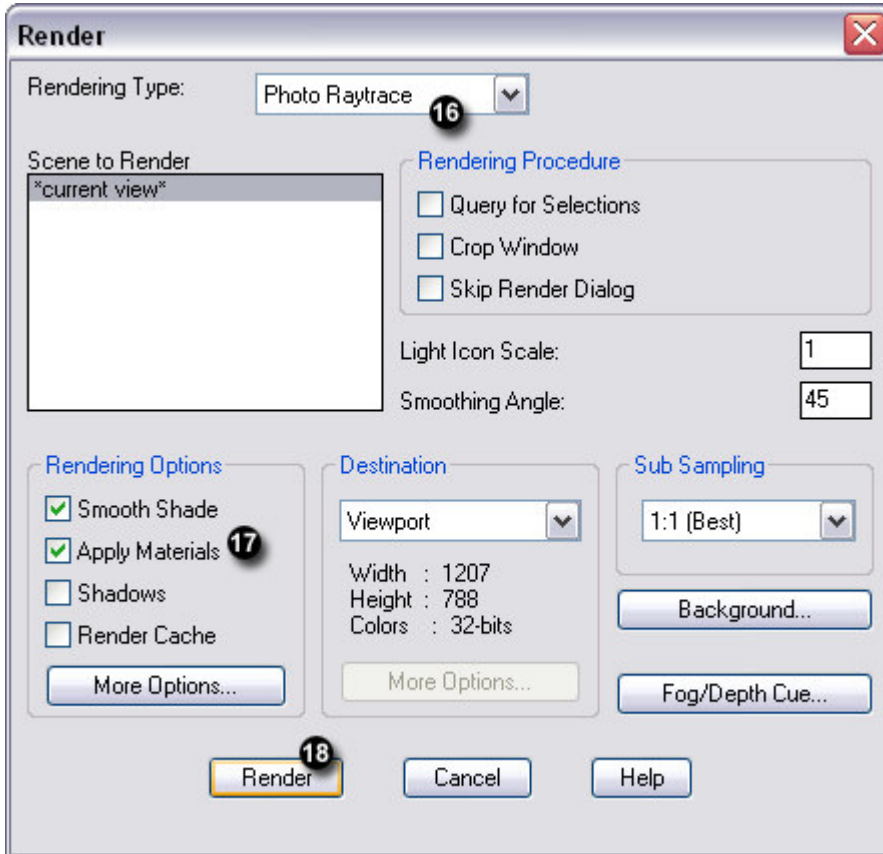 Render
Rendering Type:
Photo Raytrace
16
Scene to Render
*current view*
Rendering Procedure
Query for Selections
Crop Window
Skip Render Dialog
Light Icon Scale:
1
Smoothing Angle:
45
Rendering Options
Smooth Shade
Apply Materials
17
Shadows
Render Cache
More Options...
Destination
Viewport
Width : 1207
Height : 788
Colors : 32-bits
More Options...
Sub Sampling
1:1 (Best)
Background...
Fog/Depth Cue...
18
Render
Cancel
Help